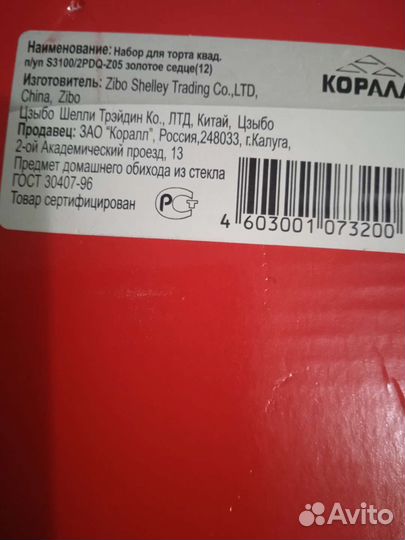 Наименование: Набор для торта квад.
п/уп S3100/2PDQ-Z05 золотое седце(12)
Изготовитель: Zibo Shelley Trading Co.,LTD,
China, Zibo
КОРАЛЛ
Цзыбо Шелли Трэйдин Ко., ЛТД, Китай, Цзыбо
Продавец: ЗАО "Коралл", Россия,248033, г.Калуга,
2-ой Академический проезд, 13
Предмет домашнего обихода из стекла
ГОСТ 30407-96
Товар сертифицирован
РСТ
4 603001 073200
Avito